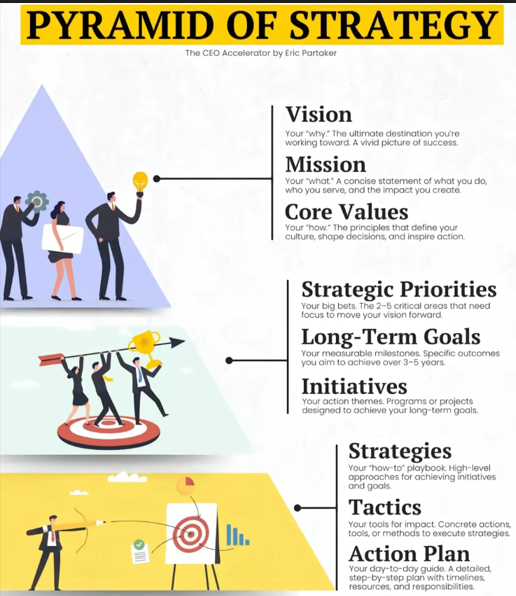 PYRAMID OF STRATEGY
The CEO Accelerator by Eric Partaker
Vision
Your "why." The ultimate destination you're
working toward. A vivid picture of success.
Mission
Your "what." A concise statement of what you do,
who you serve, and the impact you create.
Core Values
Your "how." The principles that define your
culture, shape decisions, and inspire action.
Strategic Priorities
Your big bets. The 2–5 critical areas that need
focus to move your vision forward.
Long-Term Goals
Your measurable milestones. Specific outcomes
you aim to achieve over 3–5 years.
Initiatives
Your action themes. Programs or projects
designed to achieve your long-term goals.
Strategies
Your "how-to" playbook. High-level
approaches for achieving initiatives
and goals.
Tactics
Your tools for impact. Concrete actions,
tools, or methods to execute strategies.
Action Plan
Your day-to-day guide. A detailed,
step-by-step plan with timelines,
resources, and responsibilities.